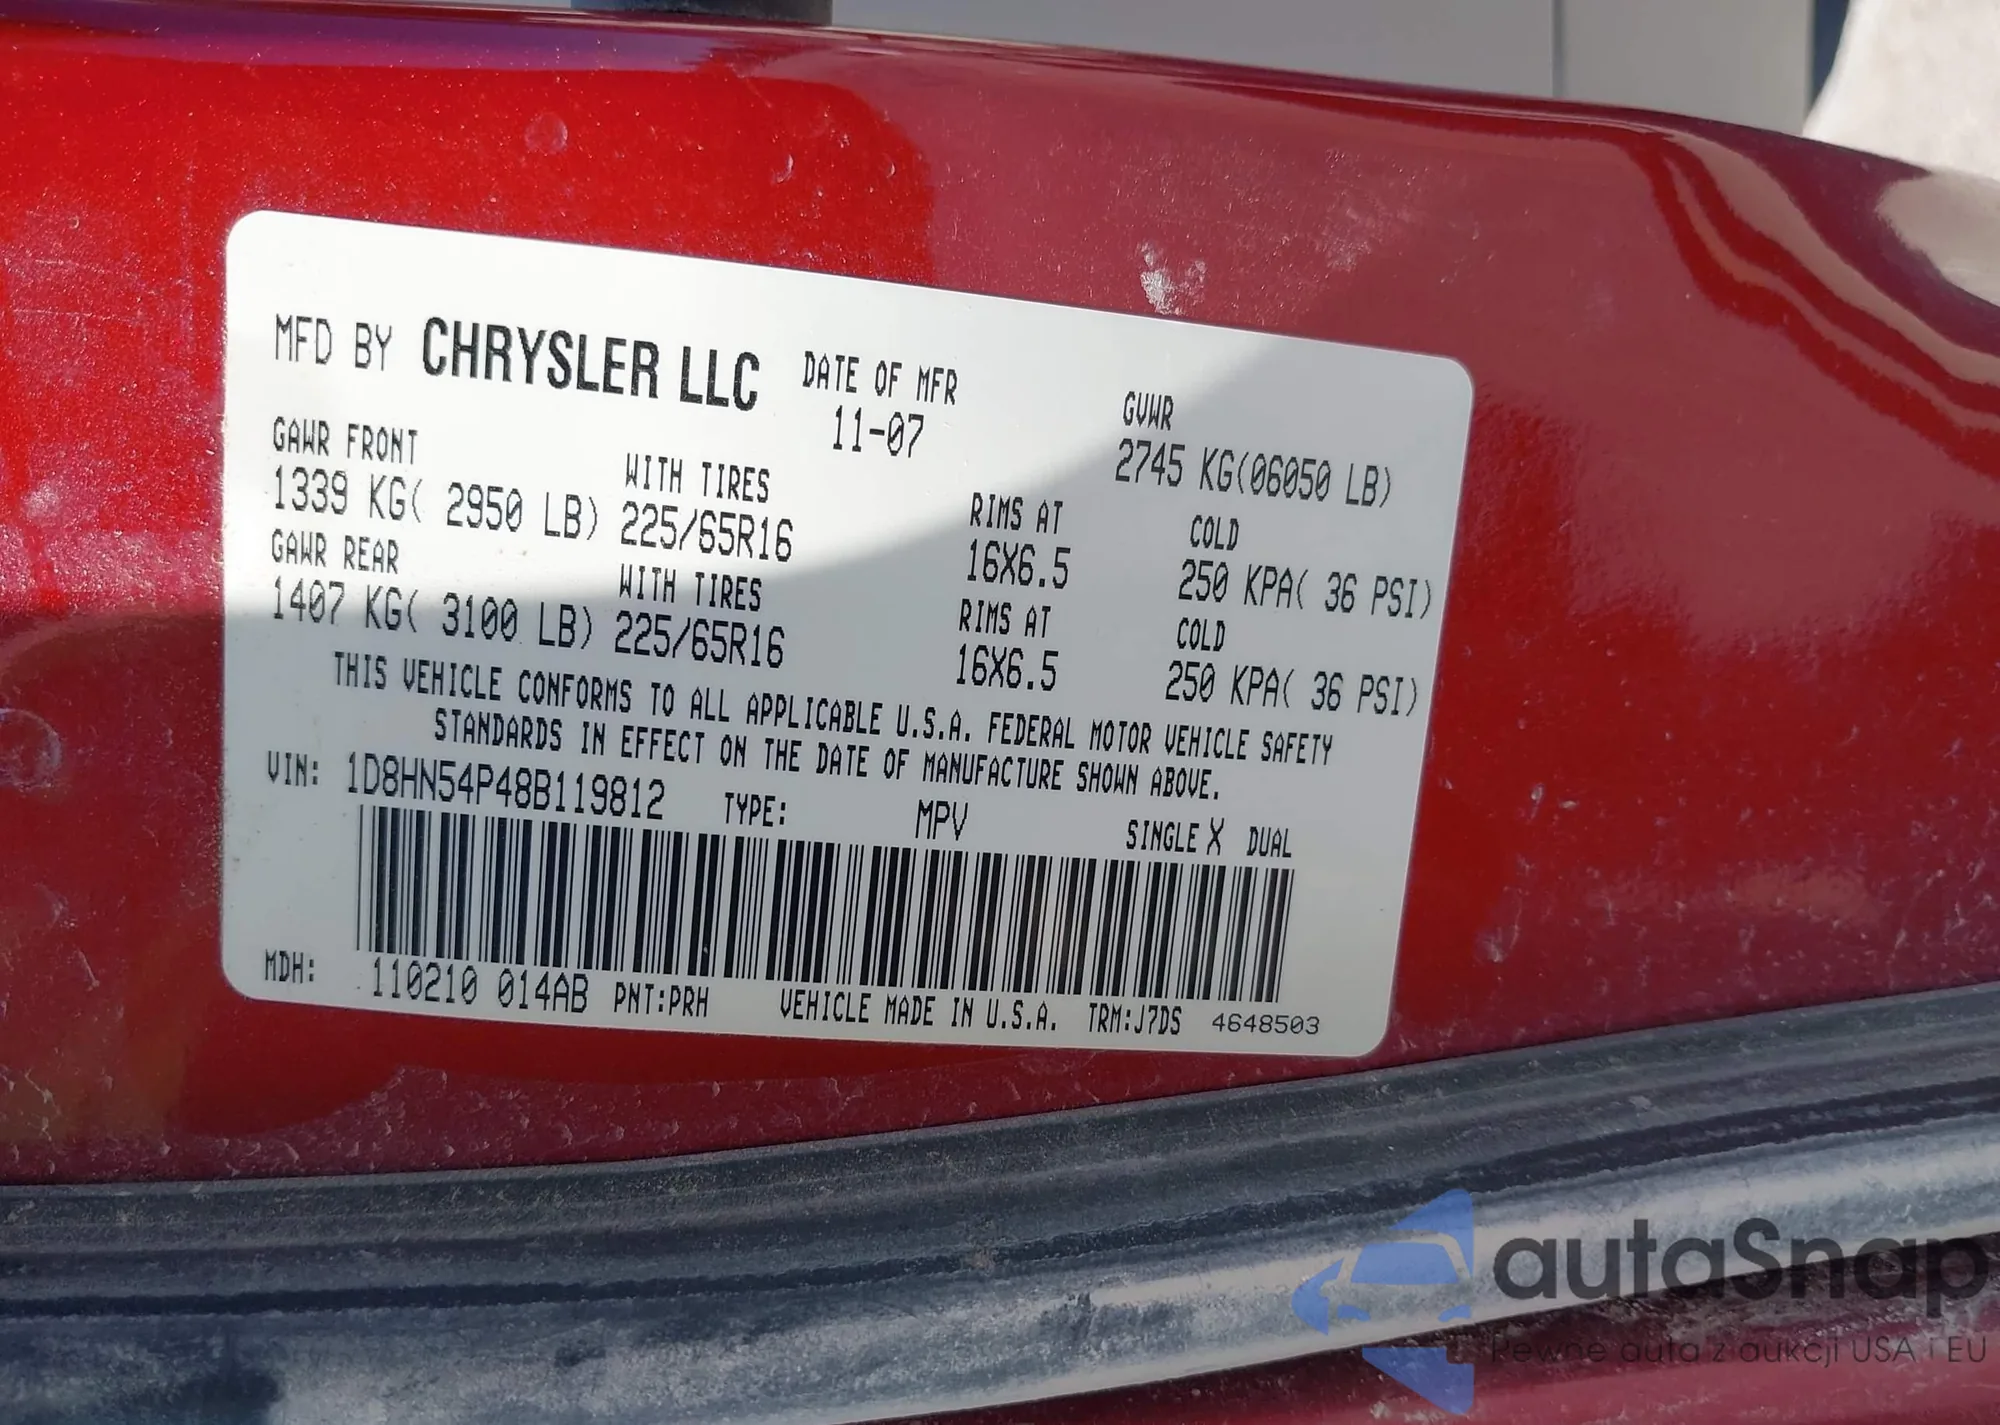 MFD BY CHRYSLER LLC DATE OF MFR GVWR
11-07 2745 KG(06050 LB)
GAWR FRONT WITH TIRES RIMS AT COLD
1339 KG( 2950 LB) 225/65R16 16X6.5 250 KPA( 36 PSI)
GAWR REAR WITH TIRES RIMS AT COLD
1407 KG( 3100 LB) 225/65R16 16X6.5 250 KPA( 36 PSI)
THIS VEHICLE CONFORMS TO ALL APPLICABLE U.S.A. FEDERAL MOTOR VEHICLE SAFETY
STANDARDS IN EFFECT ON THE DATE OF MANUFACTURE SHOWN ABOVE.
VIN: 1D8HN54P48B119812 TYPE: MPV SINGLE X DUAL
MDH: 110210 014AB PNT:PRH VEHICLE MADE IN U.S.A. TRM:J7DS 4648503
autaSnap
Pewne auta z aukcji USA i EU